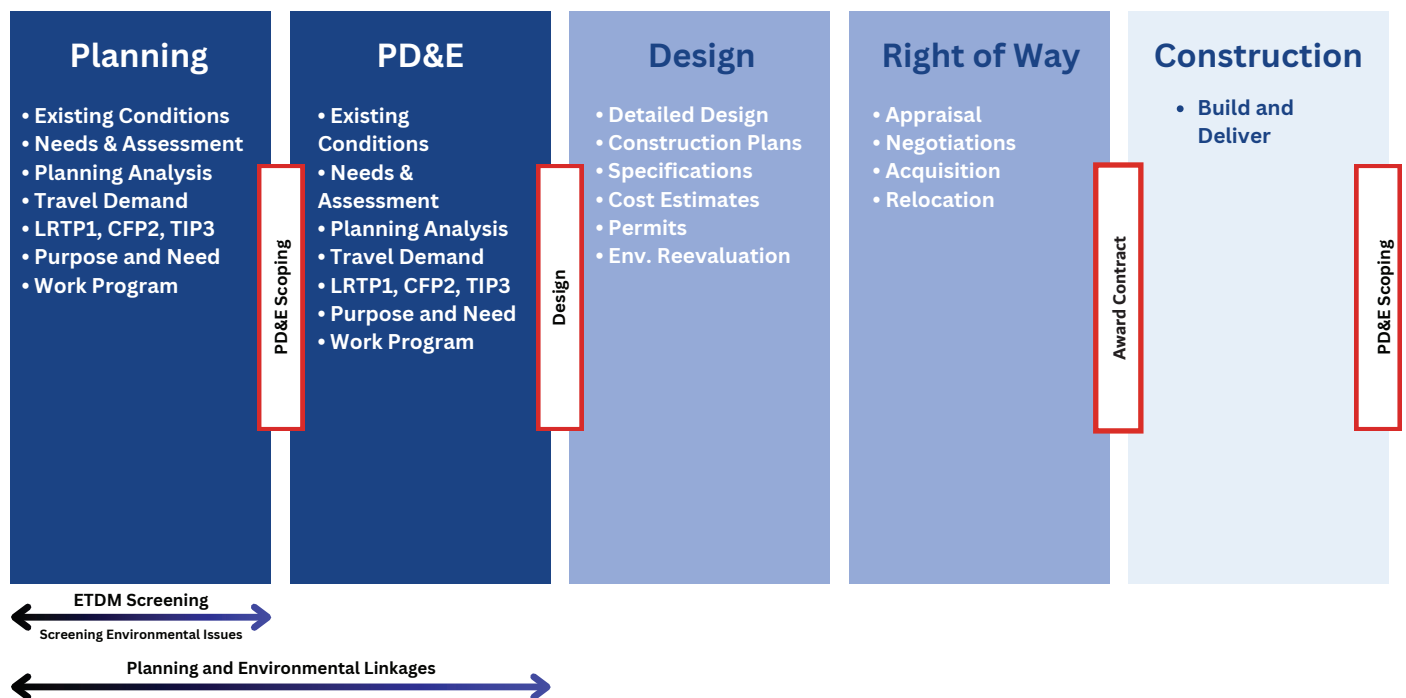 Planning
• Existing Conditions
• Needs & Assessment
• Planning Analysis
• Travel Demand
• LRTP1, CFP2, TIP3
• Purpose and Need
• Work Program
PD&E Scoping
PD&E
• Existing
Conditions
• Needs &
Assessment
• Planning Analysis
• Travel Demand
• LRTP1, CFP2, TIP3
• Purpose and Need
• Work Program
Design
Design
• Detailed Design
• Construction Plans
• Specifications
• Cost Estimates
• Permits
• Env. Reevaluation
Right of Way
• Appraisal
• Negotiations
• Acquisition
• Relocation
Award Contract
Construction
• Build and
Deliver
PD&E Scoping
ETDM Screening
Screening Environmental Issues
Planning and Environmental Linkages